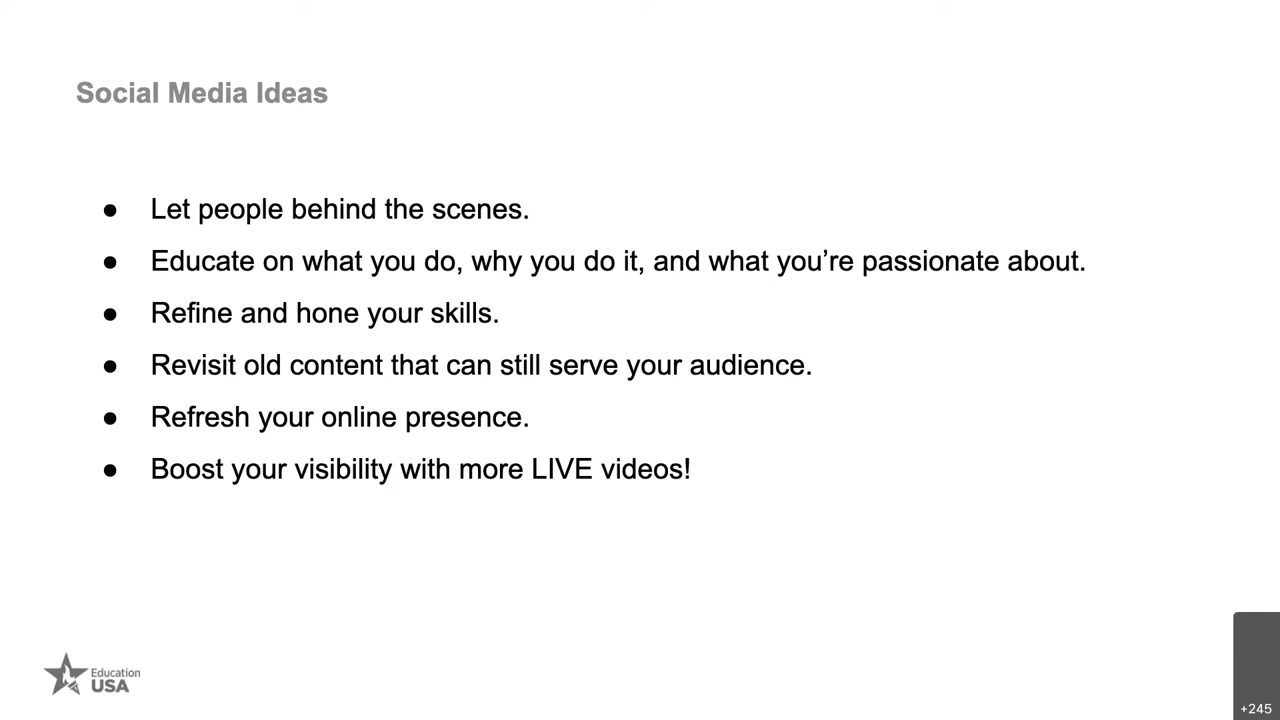 Social Media Ideas
● Let people behind the scenes.
● Educate on what you do, why you do it, and what you’re passionate about.
● Refine and hone your skills.
● Revisit old content that can still serve your audience.
● Refresh your online presence.
● Boost your visibility with more LIVE videos!
Education
USA
+245